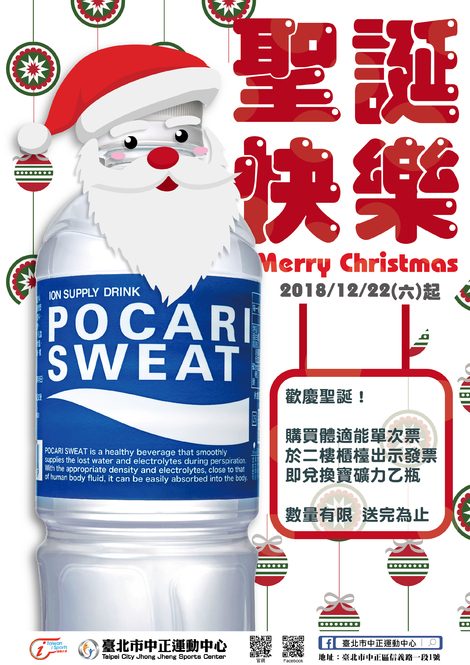 聖誕
快樂
Merry Christmas
2018/12/22(六)起
ION SUPPLY DRINK
POCARI
SWEAT
POCARI SWEAT is a healthy beverage that smoothly
supplies the lost water and electrolytes during perspiration.
With the appropriate density and electrolytes, close to that
of human body fluid, it can be easily absorbed into the body.
歡慶聖誕！
購買體適能單次票
於二樓櫃檯出示發票
即兌換寶礦力乙瓶
數量有限 送完為止
臺北市中正運動中心
Taipei City Jhong Jheng Sports Center
官網
Facebook
臺北市中正運動中心
地址：臺北市中正區信義路一段1號